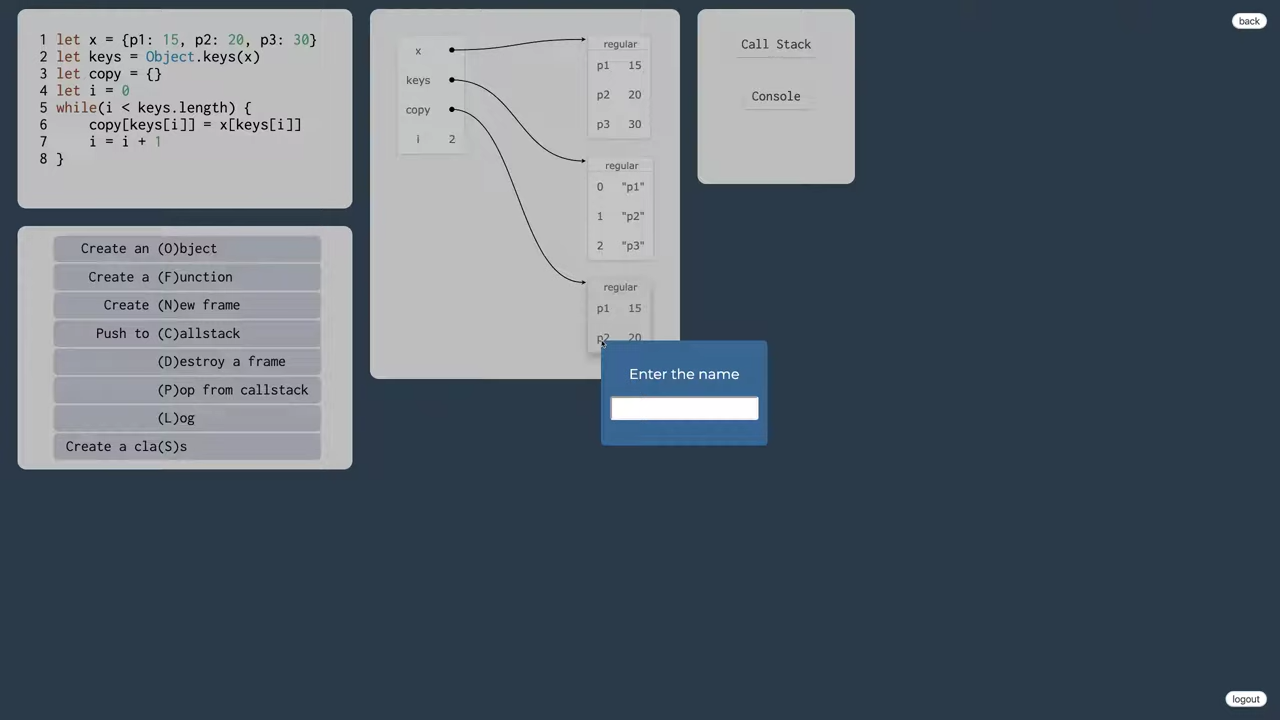 1 let x = {p1: 15, p2: 20, p3: 30}
2 let keys = Object.keys(x)
3 let copy = {}
4 let i = 0
5 while(i < keys.length) {
6     copy[keys[i]] = x[keys[i]]
7     i = i + 1
8 }
Create an (O)bject
Create a (F)unction
Create (N)ew frame
Push to (C)allstack
(D)estroy a frame
(P)op from callstack
(L)og
Create a cla(S)s
x
keys
copy
i 2
regular
p1 15
p2 20
p3 30
regular
0 "p1"
1 "p2"
2 "p3"
regular
p1 15
p2 20
Enter the name
Call Stack
Console
back
logout